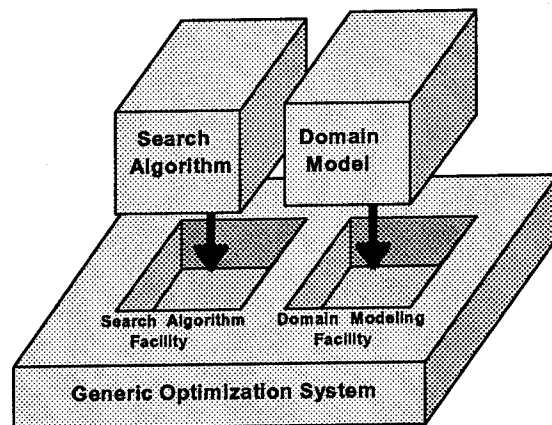 Search
Algorithm
Domain
Model
Search Algorithm
Facility
Domain Modeling
Facility
Generic Optimization System